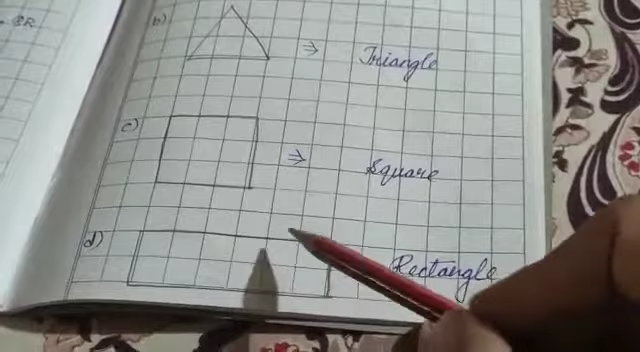 b) ⇒ Triangle
c) ⇒ Square
d) Rectangle